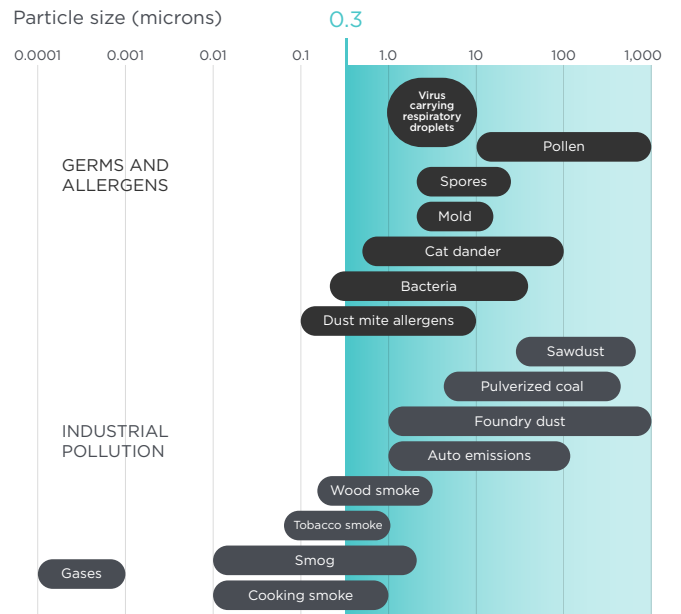 Particle size (microns)
0.3
0.0001 0.001 0.01 0.1 1.0 10 100 1,000
Virus
carrying
respiratory
droplets
Pollen
GERMS AND
ALLERGENS
Spores
Mold
Cat dander
Bacteria
Dust mite allergens
Sawdust
Pulverized coal
Foundry dust
INDUSTRIAL
POLLUTION
Auto emissions
Wood smoke
Tobacco smoke
Smog
Gases
Cooking smoke